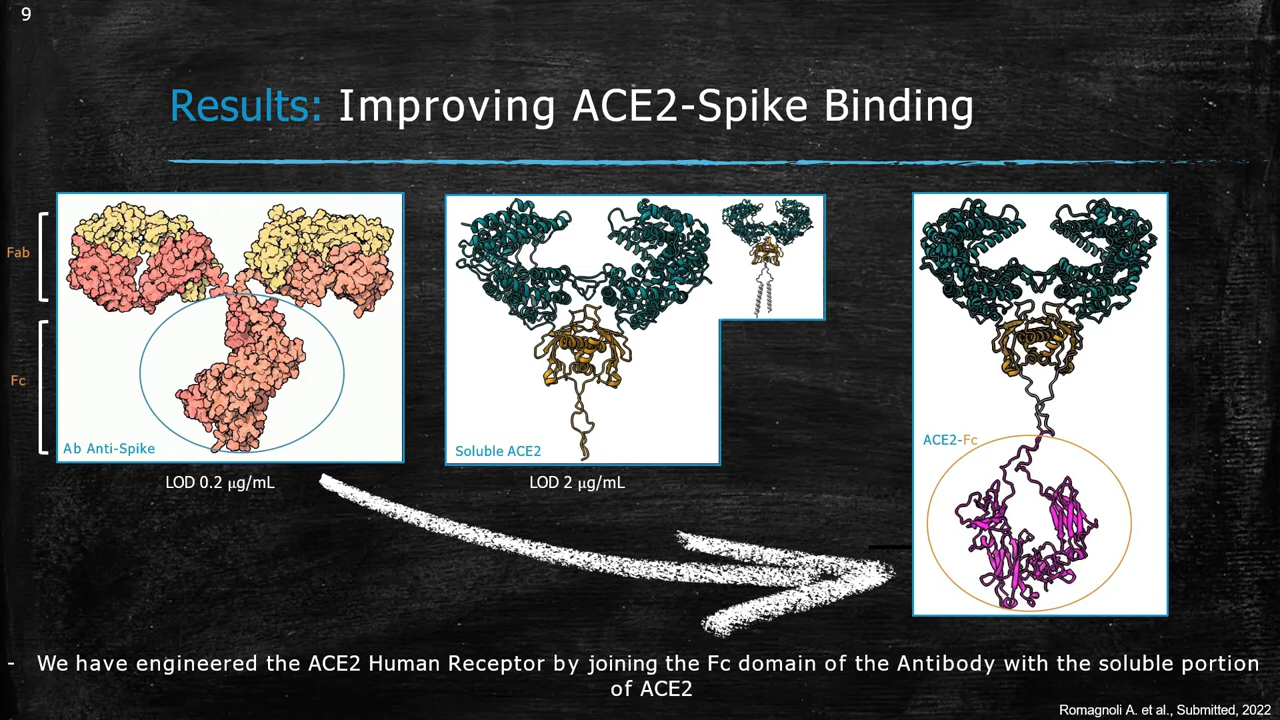 9
Results: Improving ACE2-Spike Binding
Fab
Fc
Ab Anti-Spike
LOD 0.2 µg/mL
Soluble ACE2
LOD 2 µg/mL
ACE2-Fc
- We have engineered the ACE2 Human Receptor by joining the Fc domain of the Antibody with the soluble portion
of ACE2
Romagnoli A. et al., Submitted, 2022